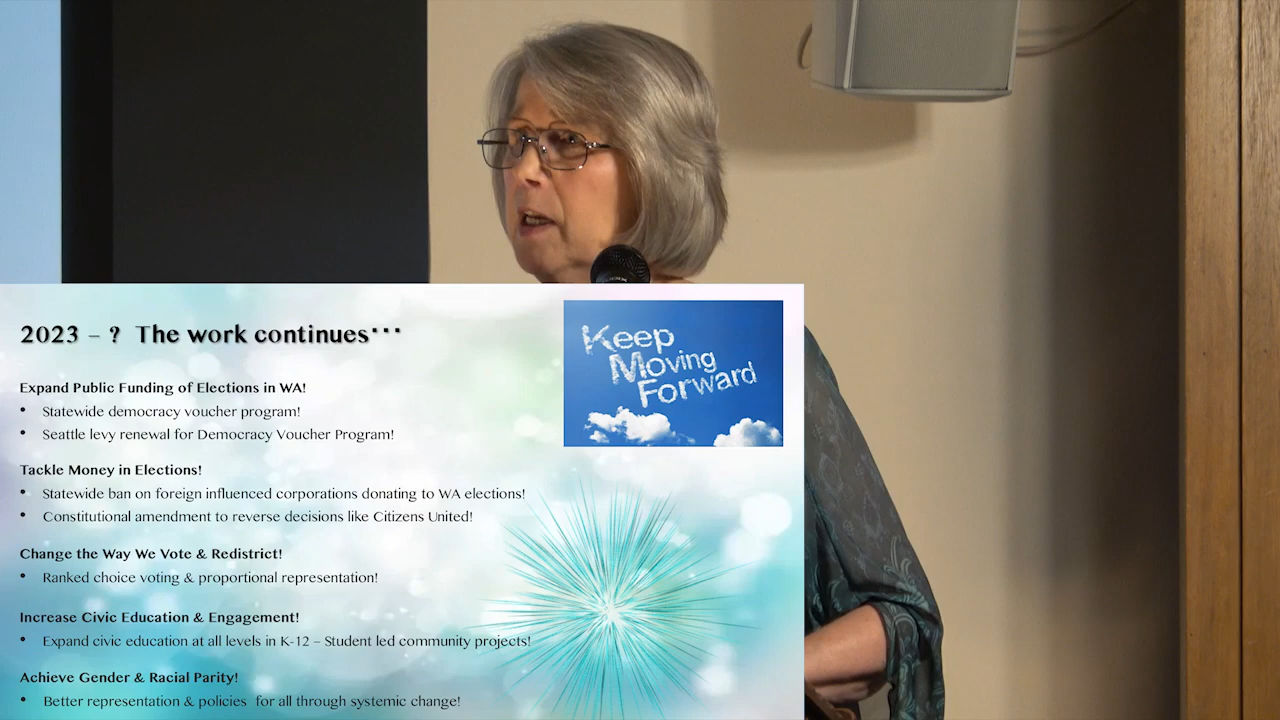 2023 – ? The work continues...
Keep
Moving
Forward
Expand Public Funding of Elections in WA!
• Statewide democracy voucher program!
• Seattle levy renewal for Democracy Voucher Program!
Tackle Money in Elections!
• Statewide ban on foreign influenced corporations donating to WA elections!
• Constitutional amendment to reverse decisions like Citizens United!
Change the Way We Vote & Redistrict!
• Ranked choice voting & proportional representation!
Increase Civic Education & Engagement!
• Expand civic education at all levels in K-12 – Student led community projects!
Achieve Gender & Racial Parity!
• Better representation & policies for all through systemic change!